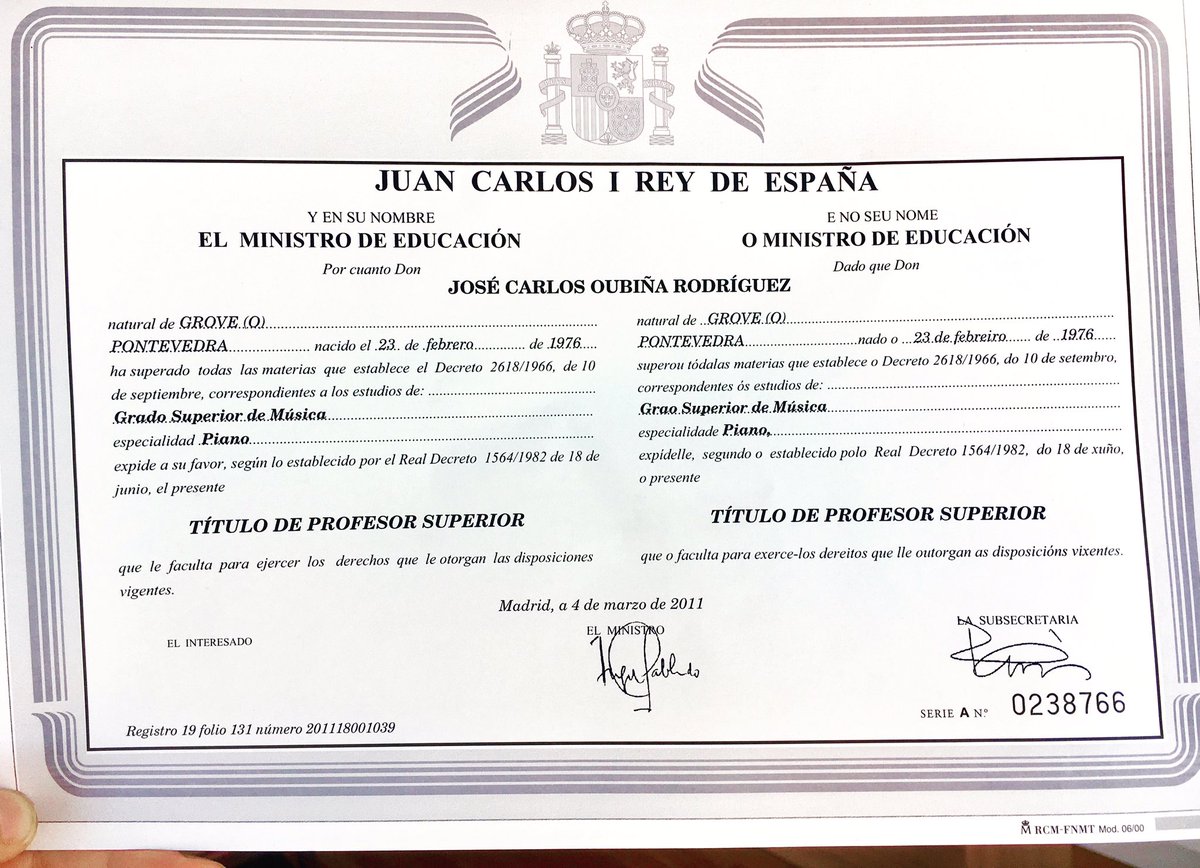 JUAN CARLOS I REY DE ESPAÑA
Y EN SU NOMBRE
EL MINISTRO DE EDUCACIÓN
Por cuanto Don
E NO SEU NOME
O MINISTRO DE EDUCACIÓN
Dado que Don
JOSÉ CARLOS OUBIÑA RODRÍGUEZ
natural de GROVE (O)
PONTEVEDRA nacido el 23 de febrero de 1976
ha superado todas las materias que establece el Decreto 2618/1966, de 10
de septiembre, correspondientes a los estudios de:
Grado Superior de Música
especialidad Piano
expide a su favor, según lo establecido por el Real Decreto 1564/1982 de 18 de
junio, el presente
TÍTULO DE PROFESOR SUPERIOR
que le faculta para ejercer los derechos que le otorgan las disposiciones
vigentes.
natural de GROVE (O)
PONTEVEDRA nado o 23 de febreiro de 1976
superou tódalas materias que establece o Decreto 2618/1966, do 10 de setembro,
correspondentes ós estudios de:
Grao Superior de Música
especialidade Piano,
expídelle, segundo o establecido polo Real Decreto 1564/1982, do 18 de xuño,
o presente
TÍTULO DE PROFESOR SUPERIOR
que o faculta para exerce-los dereitos que lle outorgan as disposicións vixentes.
Madrid, a 4 de marzo de 2011
EL INTERESADO
EL MINISTRO
LA SUBSECRETARIA
SERIE A N.º 0238766
Registro 19 folio 131 número 201118001039
RCM-FNMT Mod. 06/00